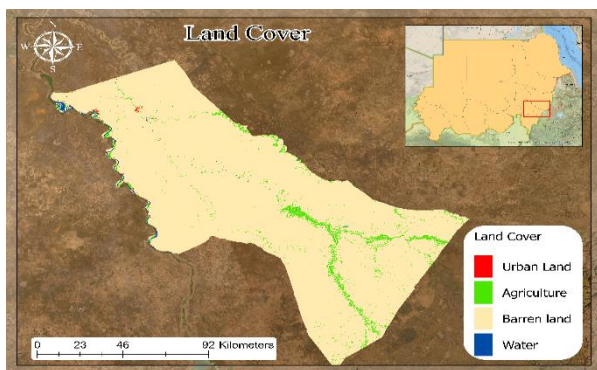 Land Cover
N
W E
S
Land Cover
Urban Land
Agriculture
Barren land
Water
0 23 46 92 Kilometers